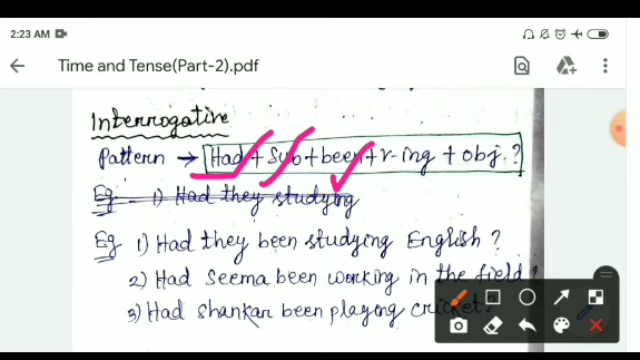 2:23 AM
Time and Tense(Part-2).pdf
Interrogative
Pattern → Had + Sub + been + v-ing + obj. ?
Eg 1) Had they studying
Eg 1) Had they been studying English ?
2) Had Seema been working in the field ?
3) Had Shankar been playing cricket ?